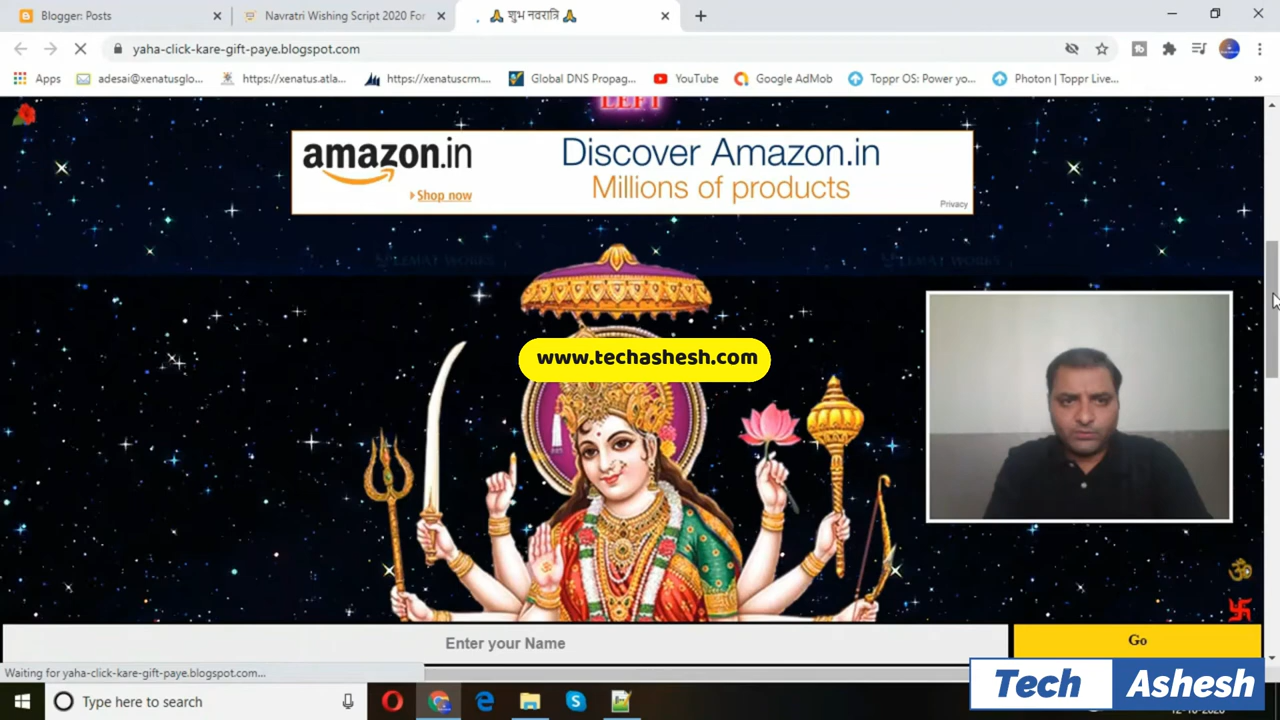 Blogger: Posts
Navratri Wishing Script 2020 For
🙏 शुभ नवरात्रि 🙏
yaha-click-kare-gift-paye.blogspot.com
Apps
adesai@xenatusglo...
https://xenatus.atla...
https://xenatuscrm....
Global DNS Propag...
YouTube
Google AdMob
Toppr OS: Power yo...
Photon | Toppr Live...
LEFT
amazon.in
Shop now
Discover Amazon.in
Millions of products
Privacy
www.techashesh.com
Enter your Name
Go
Waiting for yaha-click-kare-gift-paye.blogspot.com...
Type here to search
Tech Ashesh